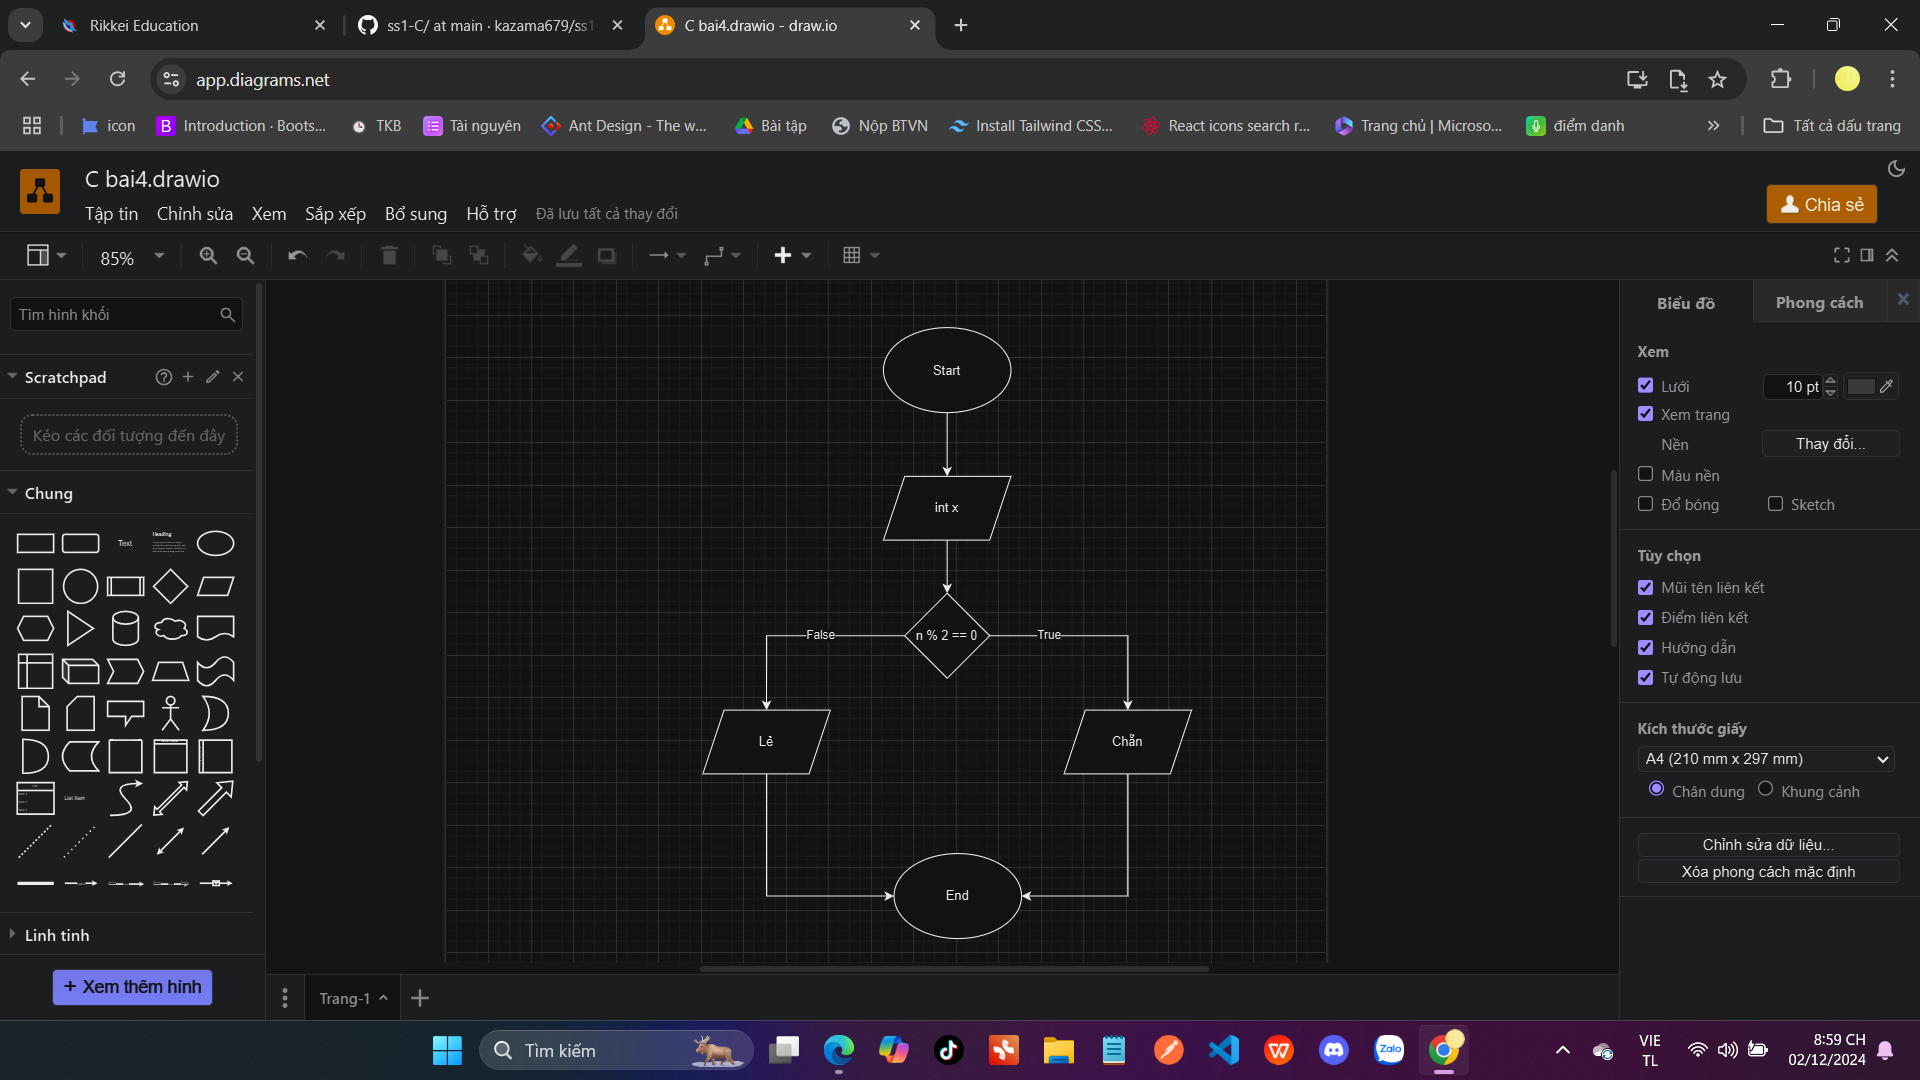 Rikkei Education
ss1-C/ at main · kazama679/ss1
C bai4.drawio - draw.io
app.diagrams.net
icon
B
Introduction · Boots...
TKB
Tài nguyên
Ant Design - The w...
Bài tập
Nộp BTVN
Install Tailwind CSS...
React icons search r...
Trang chủ | Microso...
điểm danh
Tất cả dấu trang
C bai4.drawio
Tập tin
Chỉnh sửa
Xem
Sắp xếp
Bổ sung
Hỗ trợ
Đã lưu tất cả thay đổi
Chia sẻ
85%
Tìm hình khối
Scratchpad
Kéo các đối tượng đến đây
Chung
Text
Heading
List Item
Linh tinh
+ Xem thêm hình
Start
int x
n % 2 == 0
False
True
Lẻ
Chẵn
End
Trang-1
Biểu đồ
Phong cách
Xem
Lưới
10 pt
Xem trang
Nền
Thay đổi...
Màu nền
Đổ bóng
Sketch
Tùy chọn
Mũi tên liên kết
Điểm liên kết
Hướng dẫn
Tự động lưu
Kích thước giấy
A4 (210 mm x 297 mm)
Chân dung
Khung cảnh
Chỉnh sửa dữ liệu...
Xóa phong cách mặc định
Tìm kiếm
Zalo
VIE
TL
8:59 CH
02/12/2024